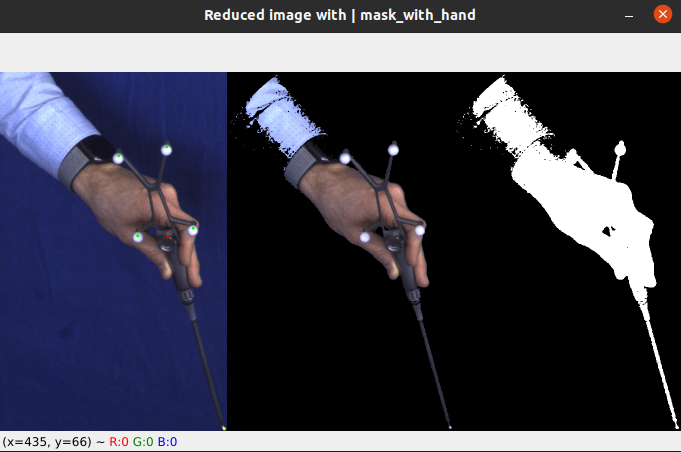 Reduced image with | mask_with_hand
(x=435, y=66) ~ R:0 G:0 B:0